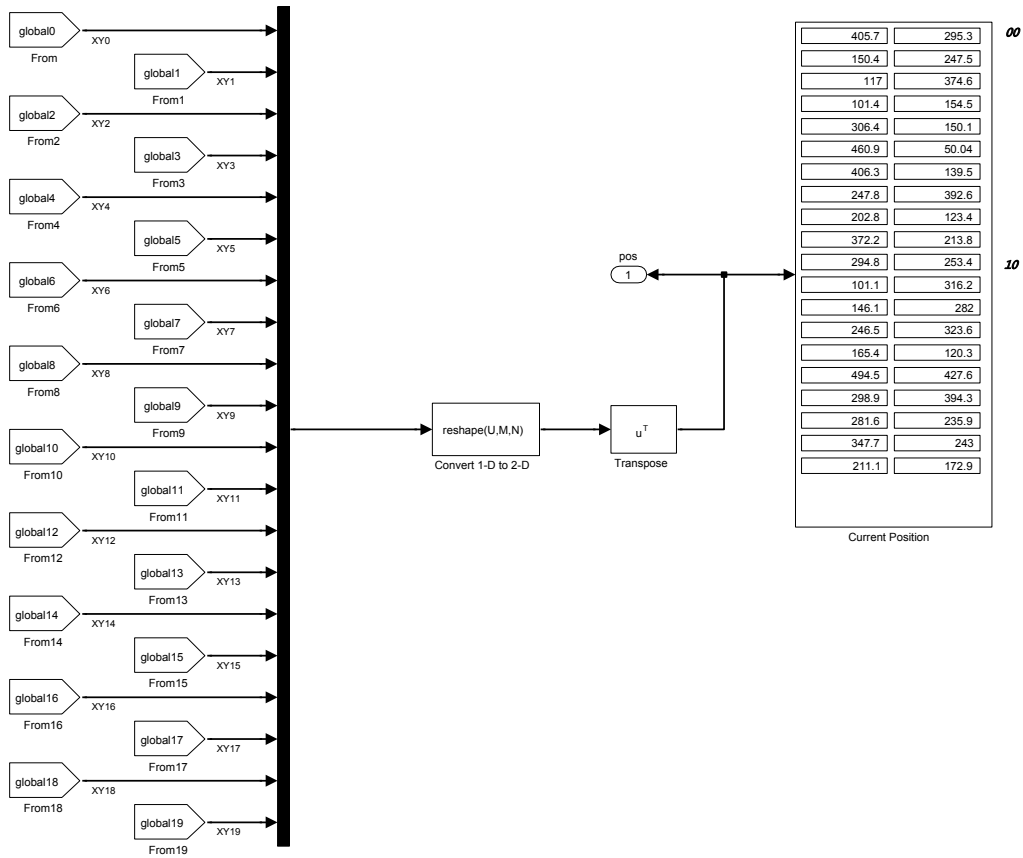 global0
XY0
From
global1
XY1
From1
global2
XY2
From2
global3
XY3
From3
global4
XY4
From4
global5
XY5
From5
global6
XY6
From6
global7
XY7
From7
global8
XY8
From8
global9
XY9
From9
global10
XY10
From10
global11
XY11
From11
global12
XY12
From12
global13
XY13
From13
global14
XY14
From14
global15
XY15
From15
global16
XY16
From16
global17
XY17
From17
global18
XY18
From18
global19
XY19
From19
reshape(U,M,N)
Convert 1-D to 2-D
uT
Transpose
pos
1
405.7 295.3 00
150.4 247.5
117 374.6
101.4 154.5
306.4 150.1
460.9 50.04
406.3 139.5
247.8 392.6
202.8 123.4
372.2 213.8
294.8 253.4 10
101.1 316.2
146.1 282
246.5 323.6
165.4 120.3
494.5 427.6
298.9 394.3
281.6 235.9
347.7 243
211.1 172.9
Current Position